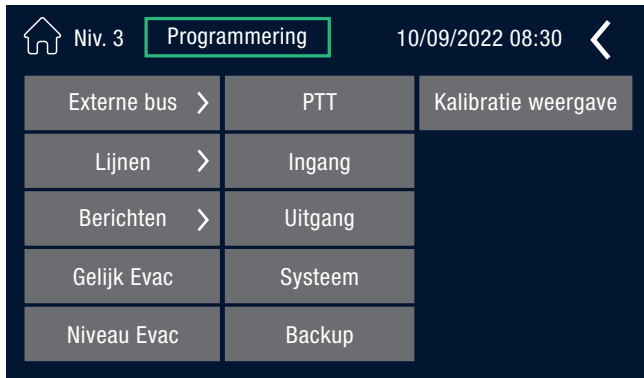 Niv. 3 Programmering 10/09/2022 08:30
Externe bus PTT Kalibratie weergave
Lijnen Ingang
Berichten Uitgang
Gelijk Evac Systeem
Niveau Evac Backup